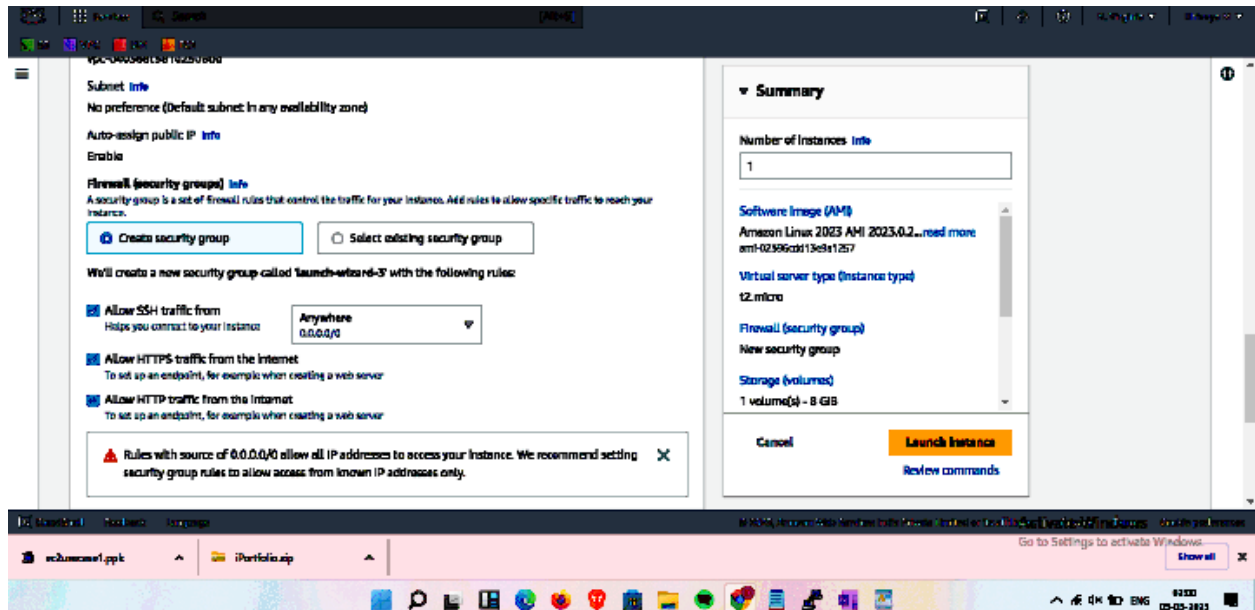 Search
Subnet Info
No preference (Default subnet in any availability zone)
Auto-assign public IP Info
Enable
Firewall (security groups) Info
A security group is a set of firewall rules that control the traffic for your instance. Add rules to allow specific traffic to reach your
instance.
Create security group
Select existing security group
We'll create a new security group called 'launch-wizard-3' with the following rules:
Allow SSH traffic from
Helps you connect to your instance
Anywhere
0.0.0.0/0
Allow HTTPS traffic from the internet
To set up an endpoint, for example when creating a web server
Allow HTTP traffic from the internet
To set up an endpoint, for example when creating a web server
Rules with source of 0.0.0.0/0 allow all IP addresses to access your instance. We recommend setting
security group rules to allow access from known IP addresses only.
Summary
Number of instances Info
1
Software Image (AMI)
Amazon Linux 2023 AMI 2023.0.2...read more
Virtual server type (instance type)
t2.micro
Firewall (security group)
New security group
Storage (volumes)
1 volume(s) - 8 GiB
Cancel
Launch instance
Review commands
Feedback
Language
Activate Windows
Go to Settings to activate Windows.
iPortfolio.zip
Show all
ENG